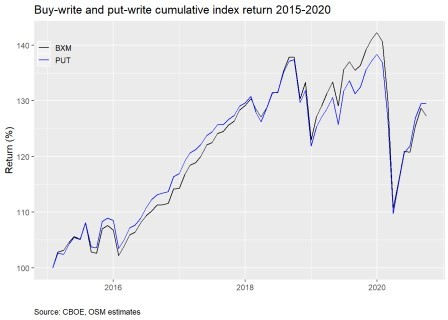 Buy-write and put-write cumulative index return 2015-2020
BXM
PUT
Return (%)
140
130
120
110
100
2016
2018
2020
Source: CBOE, OSM estimates